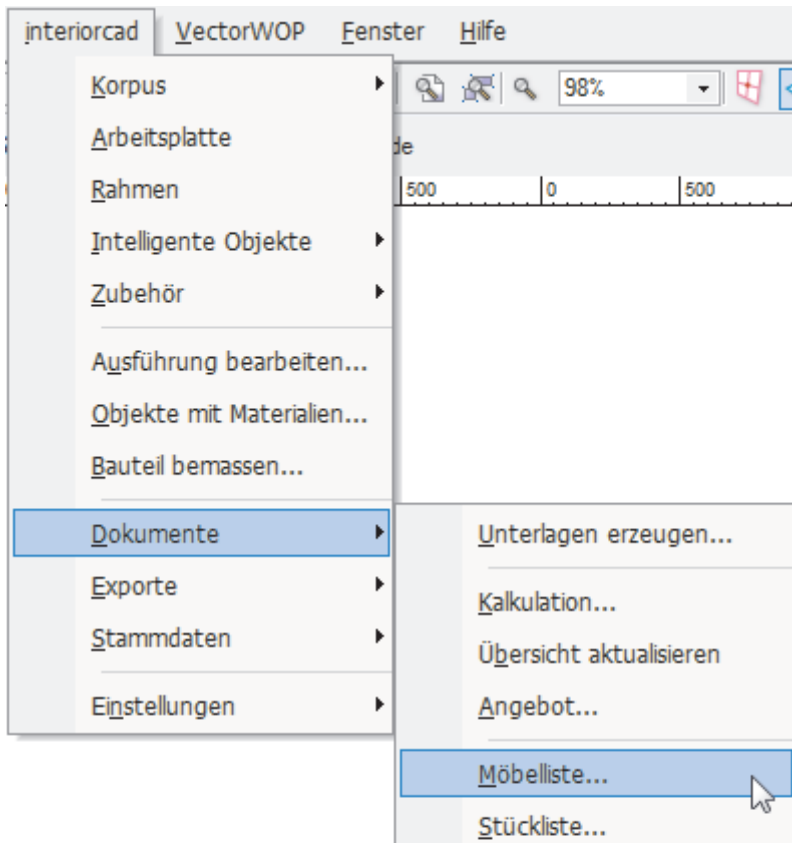 interiorcad VectorWOP Fenster Hilfe
Korpus
98%
Arbeitsplatte
de
Rahmen
500 0 500
Intelligente Objekte
Zubehör
Ausführung bearbeiten...
Objekte mit Materialien...
Bauteil bemassen...
Dokumente
Exporte
Stammdaten
Einstellungen
Unterlagen erzeugen...
Kalkulation...
Übersicht aktualisieren
Angebot...
Möbelliste...
Stückliste...